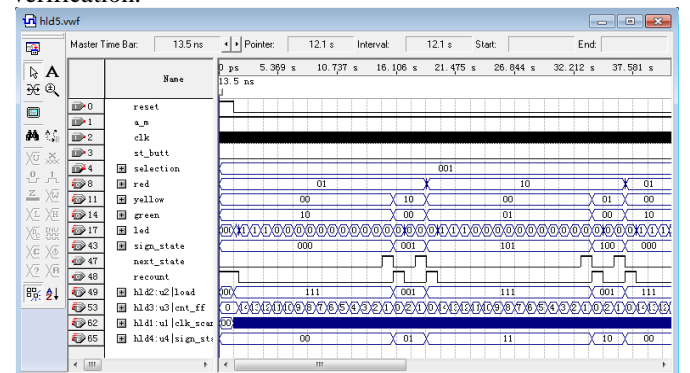 verification.
hld5.vwf
Master Time Bar: 13.5 ns Pointer: 12.1 s Interval: 12.1 s Start: End:
Name
0 ps 5.369 s 10.737 s 16.106 s 21.475 s 26.844 s 32.212 s 37.581 s
13.5 ns
0 reset
1 a_m
2 clk
3 st_butt
4 selection 001
8 red 01 10 01
11 yellow 00 10 00 01 00
14 green 10 00 01 00 10
17 led
43 sign_state 000 001 101 100 000
47 next_state
48 recount
49 hld2:u2|load 111 001 111 001 111
53 hld3:u3|cnt_ff
62 hld1:u1|clk_scan
65 hld4:u4|sign_sta 00 01 11 10 00